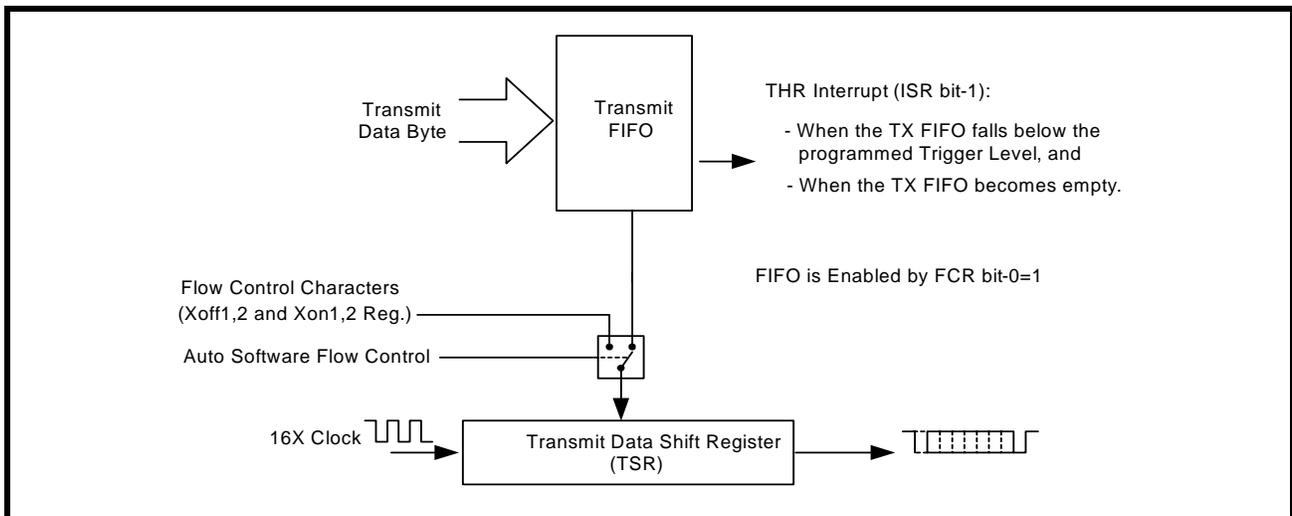 Transmit
Data Byte
Transmit
FIFO
THR Interrupt (ISR bit-1):
- When the TX FIFO falls below the
programmed Trigger Level, and
- When the TX FIFO becomes empty.
FIFO is Enabled by FCR bit-0=1
Flow Control Characters
(Xoff1,2 and Xon1,2 Reg.)
Auto Software Flow Control
16X Clock
Transmit Data Shift Register
(TSR)